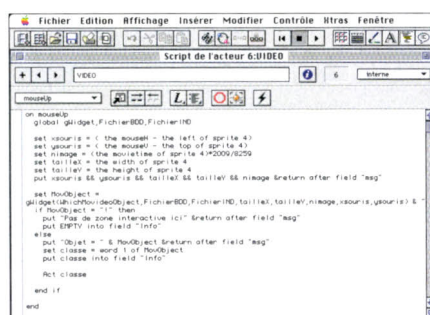 Fichier Edition Affichage Insérer Modifier Contrôle Xtras Fenêtre
Script de l'acteur 6:VIDEO
VIDEO
6
Interne
mouseUp
on mouseUp
global gWidget,FichierBDD,FichierIMD
set xsouris = ( the mouseH - the left of sprite 4)
set ysouris = ( the mouseV - the top of sprite 4)
set nimage = (the movietime of sprite 4)*2009/8259
set tailleX = the width of sprite 4
set tailleY = the height of sprite 4
put xsouris && ysouris && tailleX && tailleY && nimage &return after field "msg"
set MovObject =
gWidget(WhichMovideoObject,FichierBDD,FichierIMD,tailleX,tailleY,nimage,xsouris,ysouris) & "
if MovObject = "!" then
put "Pas de zone interactive ici" &return after field "msg"
put EMPTY into field "Info"
else
put "Objet = " & MovObject &return after field "msg"
set classe = word 1 of MovObject
put classe into field "Info"
Act classe
end if
end